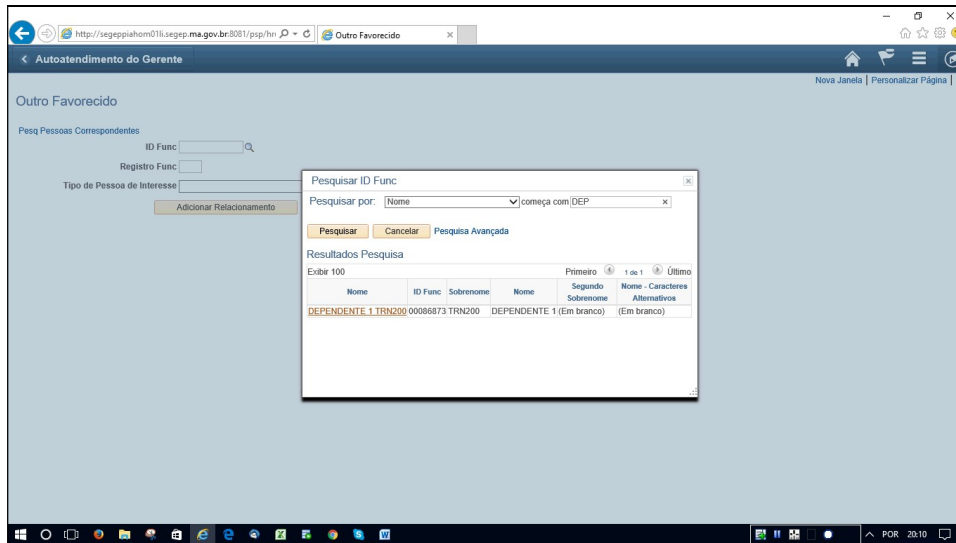 http://segeppiahom01li.segep.ma.gov.br:8081/psp/hr
Outro Favorecido
Autoatendimento do Gerente
Nova Janela | Personalizar Página |
Outro Favorecido
Pesq Pessoas Correspondentes
ID Func
Registro Func
Tipo de Pessoa de Interesse
Adicionar Relacionamento
Pesquisar ID Func
Pesquisar por: Nome começa com DEP
Pesquisar Cancelar Pesquisa Avançada
Resultados Pesquisa
Exibir 100 Primeiro 1 de 1 Último
Nome ID Func Sobrenome Nome Segundo Sobrenome Nome - Caracteres Alternativos
DEPENDENTE 1 TRN200 00086873 TRN200 DEPENDENTE 1 (Em branco) (Em branco)
POR 20:10